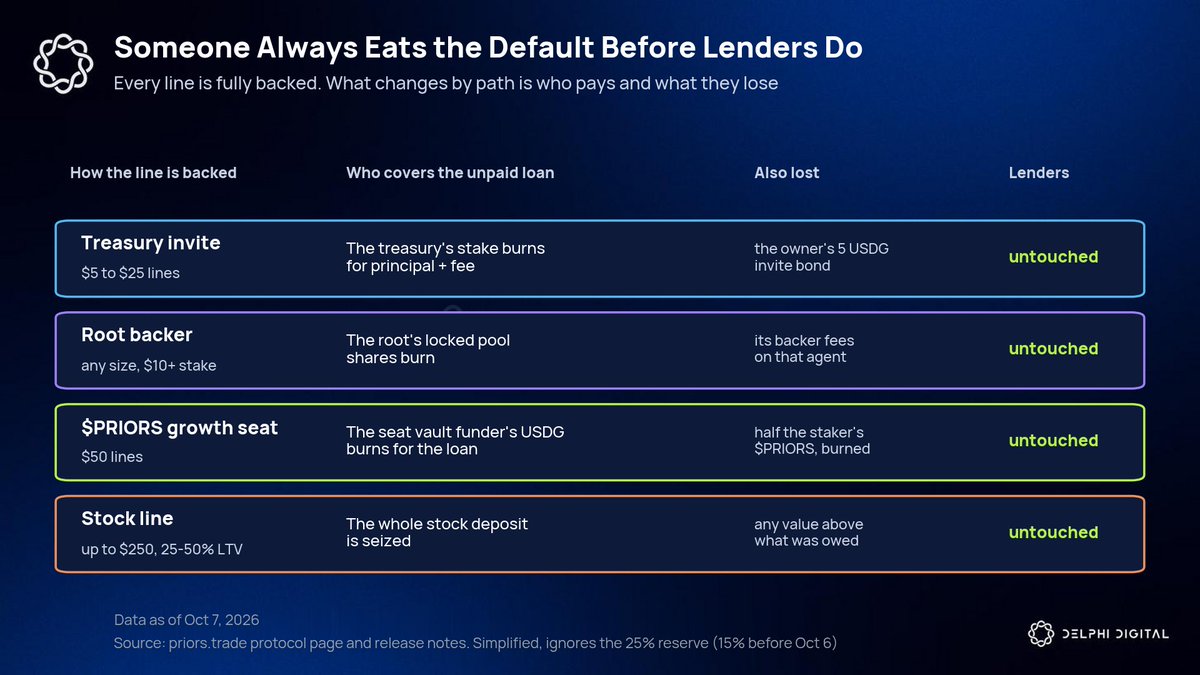 Someone Always Eats the Default Before Lenders Do
Every line is fully backed. What changes by path is who pays and what they lose
How the line is backed
Who covers the unpaid loan
Also lost
Lenders
Treasury invite
$5 to $25 lines
The treasury's stake burns
for principal + fee
the owner's 5 USDG
invite bond
untouched
Root backer
any size, $10+ stake
The root's locked pool
shares burn
its backer fees
on that agent
untouched
$PRIORS growth seat
$50 lines
The seat vault funder's USDG
burns for the loan
half the staker's
$PRIORS, burned
untouched
Stock line
up to $250, 25-50% LTV
The whole stock deposit
is seized
any value above
what was owed
untouched
Data as of Oct 7, 2026
Source: priors.trade protocol page and release notes. Simplified, ignores the 25% reserve (15% before Oct 6)
DELPHI DIGITAL